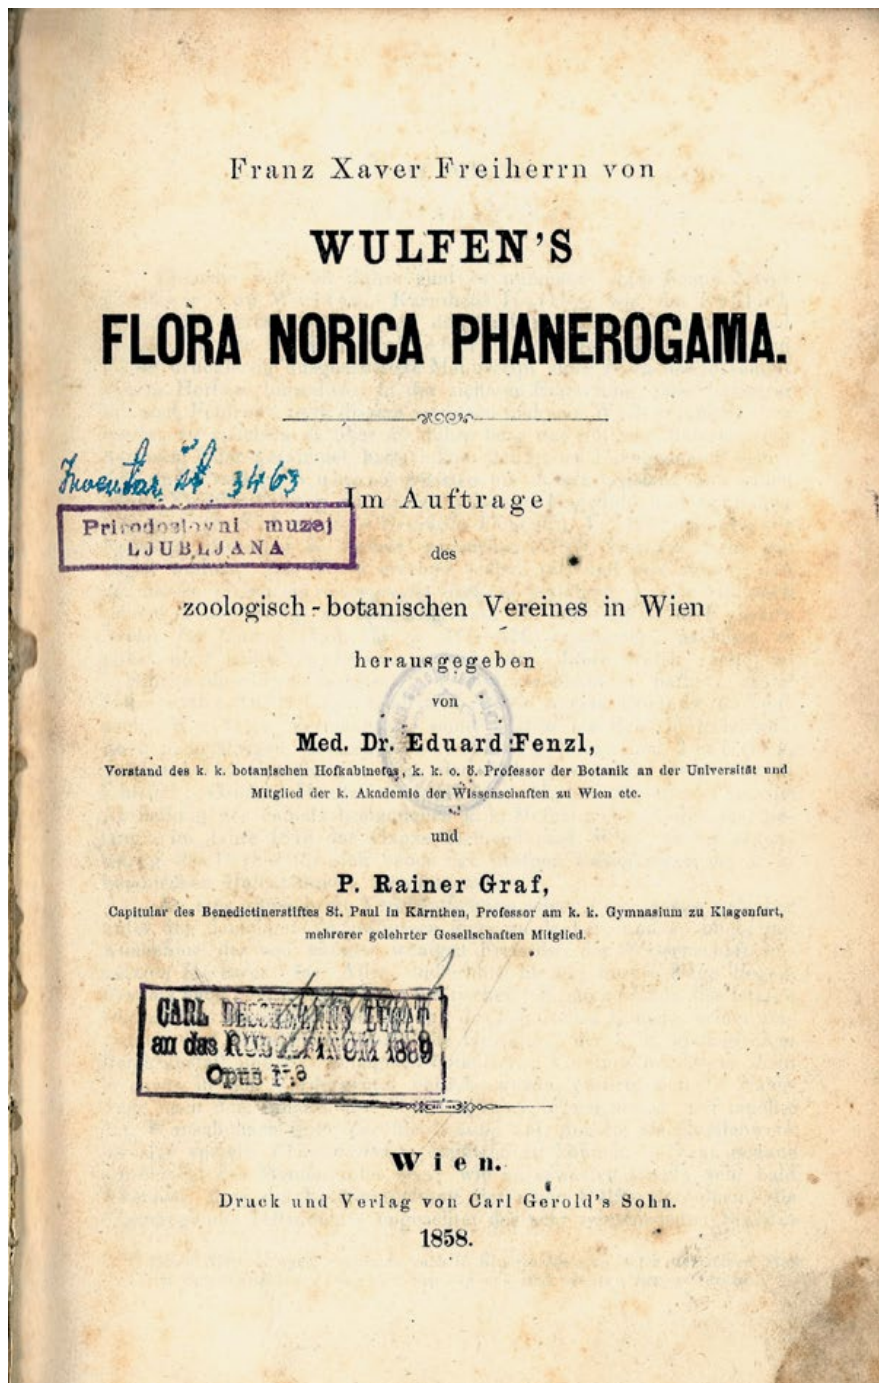 Franz Xaver Freiherrn von
WULFEN'S
FLORA NORICA PHANEROGAMA.
Inventar št. 3463
Prirodoslovni muzej
LJUBLJANA
Im Auftrage
des
zoologisch-botanischen Vereines in Wien
herausgegeben
von
Med. Dr. Eduard Fenzl,
Vorstand des k. k. botanischen Hofkabinetes, k. k. o. ö. Professor der Botanik an der Universität und
Mitglied der k. Akademie der Wissenschaften zu Wien etc.
und
P. Rainer Graf,
Capitular des Benedictinerstiftes St. Paul in Kärnthen, Professor am k. k. Gymnasium zu Klagenfurt,
mehrerer gelehrter Gesellschaften Mitglied.
CARL DESCHMANNS LEGAT
an das RUDOLFINUM 1889
Opus
Wien.
Druck und Verlag von Carl Gerold's Sohn.
1858.